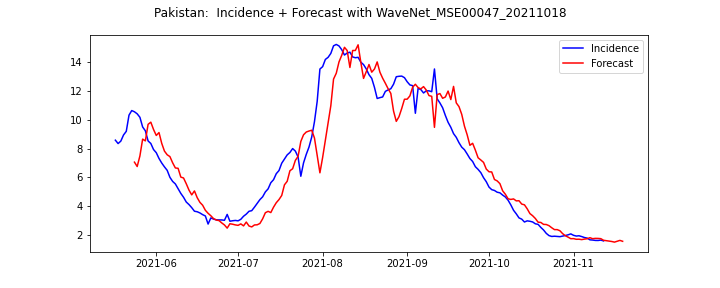 Pakistan:  Incidence + Forecast with WaveNet_MSE00047_20211018
Incidence
Forecast
14
12
10
8
6
4
2
2021-06 2021-07 2021-08 2021-09 2021-10 2021-11